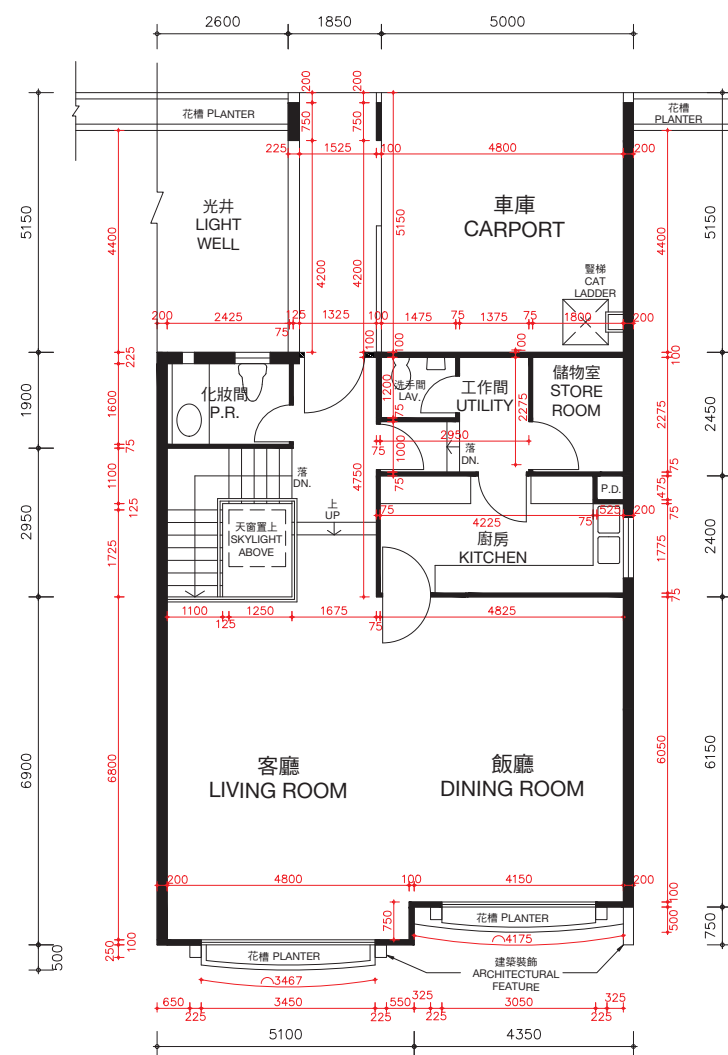 2600
1850
5000
200
200
花槽 PLANTER
花槽
PLANTER
750
750
225
1525
100
4800
200
5150
4400
光井
LIGHT
WELL
4200
4200
5150
車庫
CARPORT
豎梯
CAT
LADDER
4400
5150
200
2425
75
125
1325
100
1475
75
1375
75
1800
200
225
100
100
100
100
1900
1600
化妝間
P.R.
1200
洗手間
LAV.
工作間
UTILITY
2275
儲物室
STORE
ROOM
2275
2450
75
75
75
2950
1000
落
DN.
1100
落
DN.
4750
75
75
475
P.D.
125
2950
天窗置上
SKYLIGHT
ABOVE
上
UP
75
4225
75
525
200
75
1725
廚房
KITCHEN
1775
2400
75
1100
125
1250
1675
75
4825
6900
6800
客廳
LIVING ROOM
飯廳
DINING ROOM
6050
6150
200
4800
100
4150
200
100
750
花槽 PLANTER
500
750
4175
500
250
100
花槽 PLANTER
建築裝飾
ARCHITECTURAL
FEATURE
3467
650
225
3450
225
550
325
225
3050
225
325
5100
4350